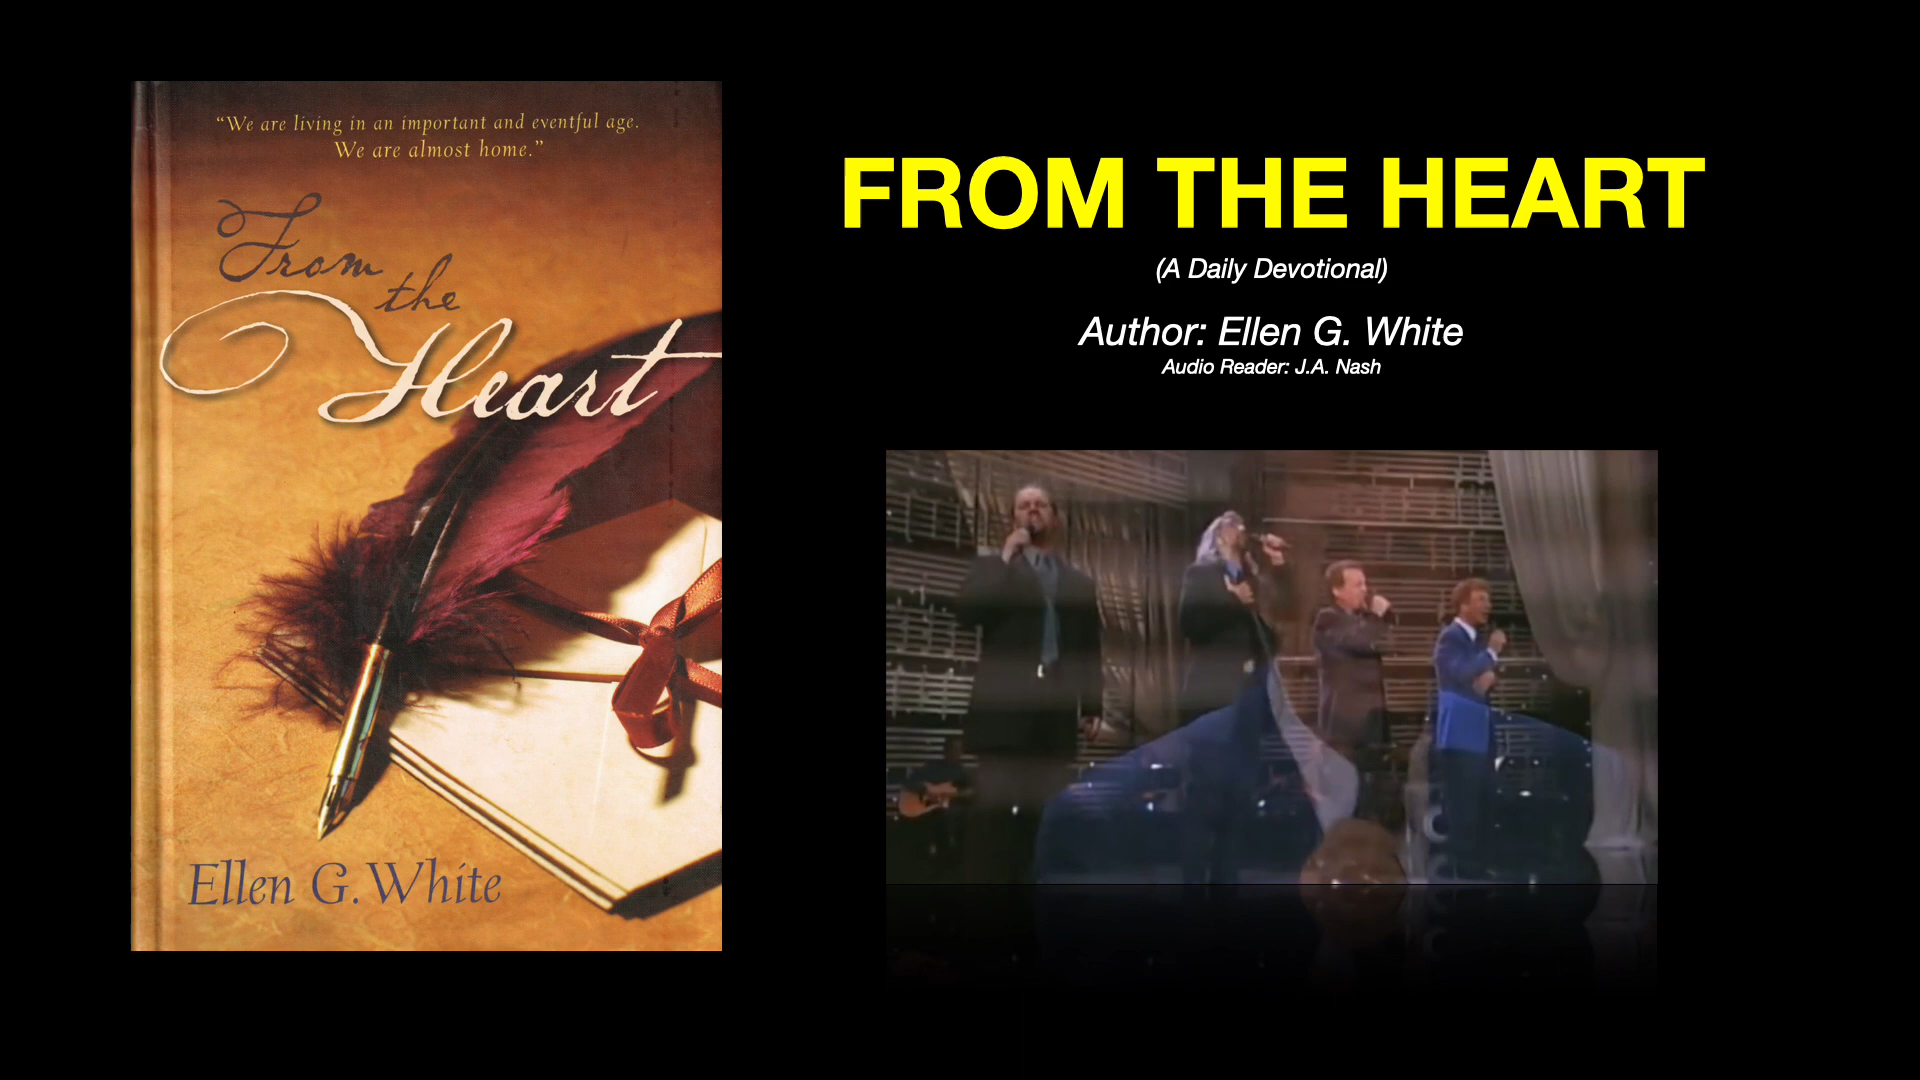 “We are living in an important and eventful age.
We are almost home.”
From
the
Heart
Ellen G. White
FROM THE HEART
(A Daily Devotional)
Author: Ellen G. White
Audio Reader: J.A. Nash